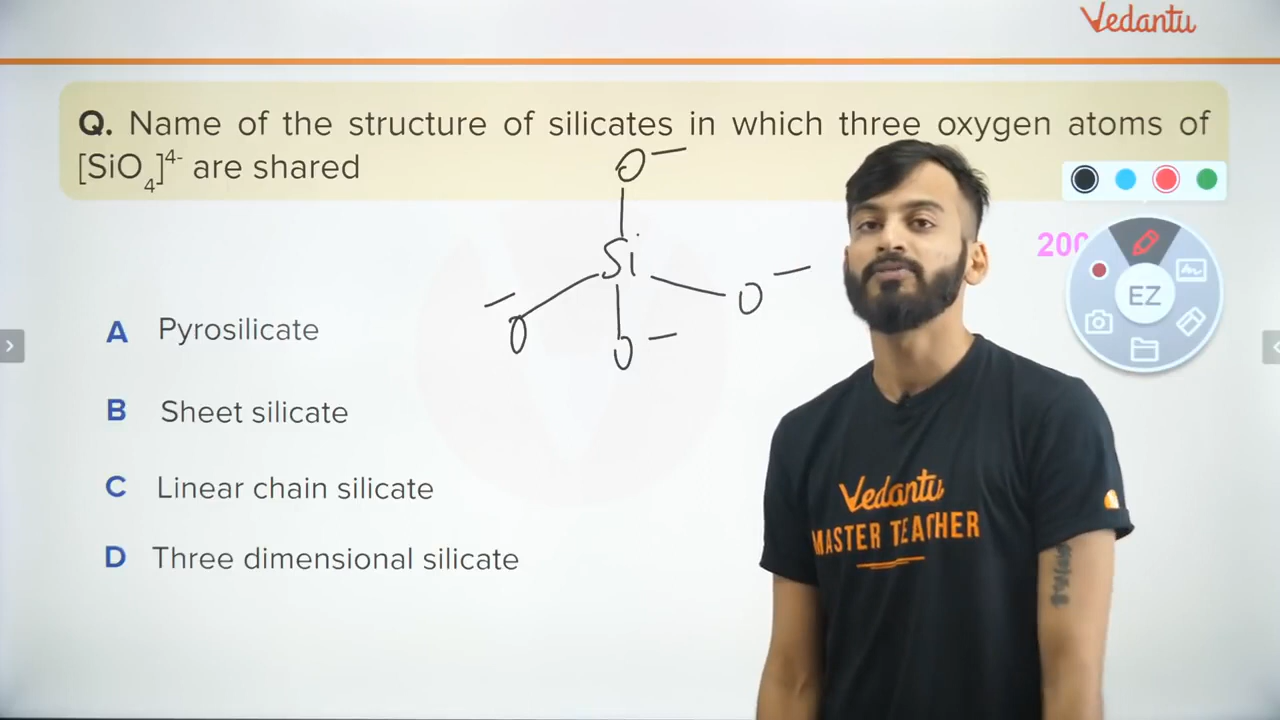 Vedantu
Q. Name of the structure of silicates in which three oxygen atoms of
[SiO4]4- are shared
O−
Si
−O
O−
O−
200
EZ
A Pyrosilicate
B Sheet silicate
C Linear chain silicate
D Three dimensional silicate
Vedantu
MASTER TEACHER